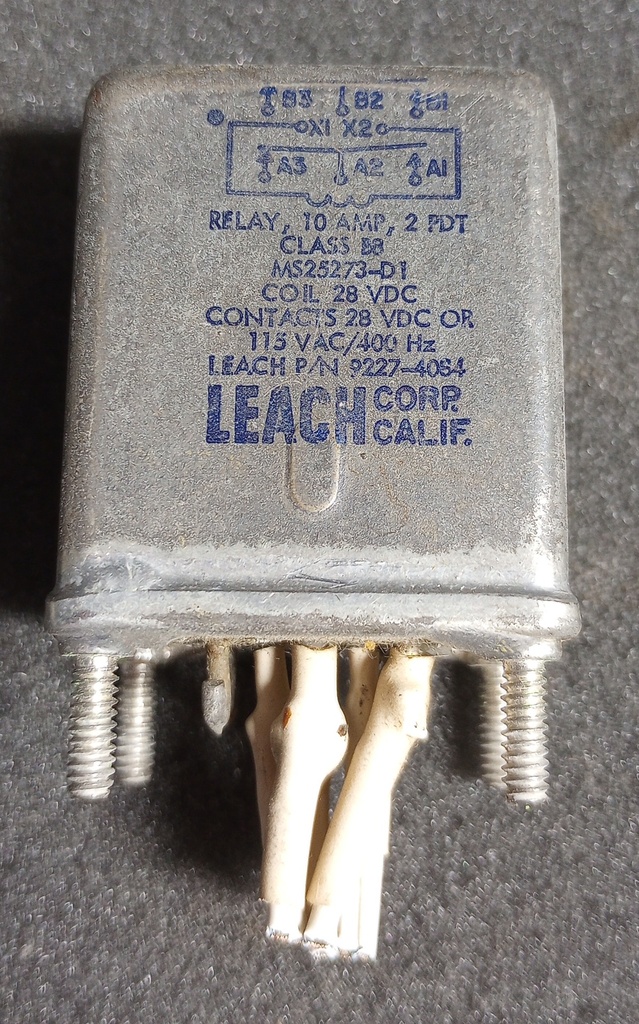 B3 B2 B1
X1 X2
A3 A2 A1
RELAY, 10 AMP, 2 PDT
CLASS B8
MS25273-D1
COIL 28 VDC
CONTACTS 28 VDC OR
115 VAC/400 Hz
LEACH P/N 9227-4084
LEACH CORP. CALIF.